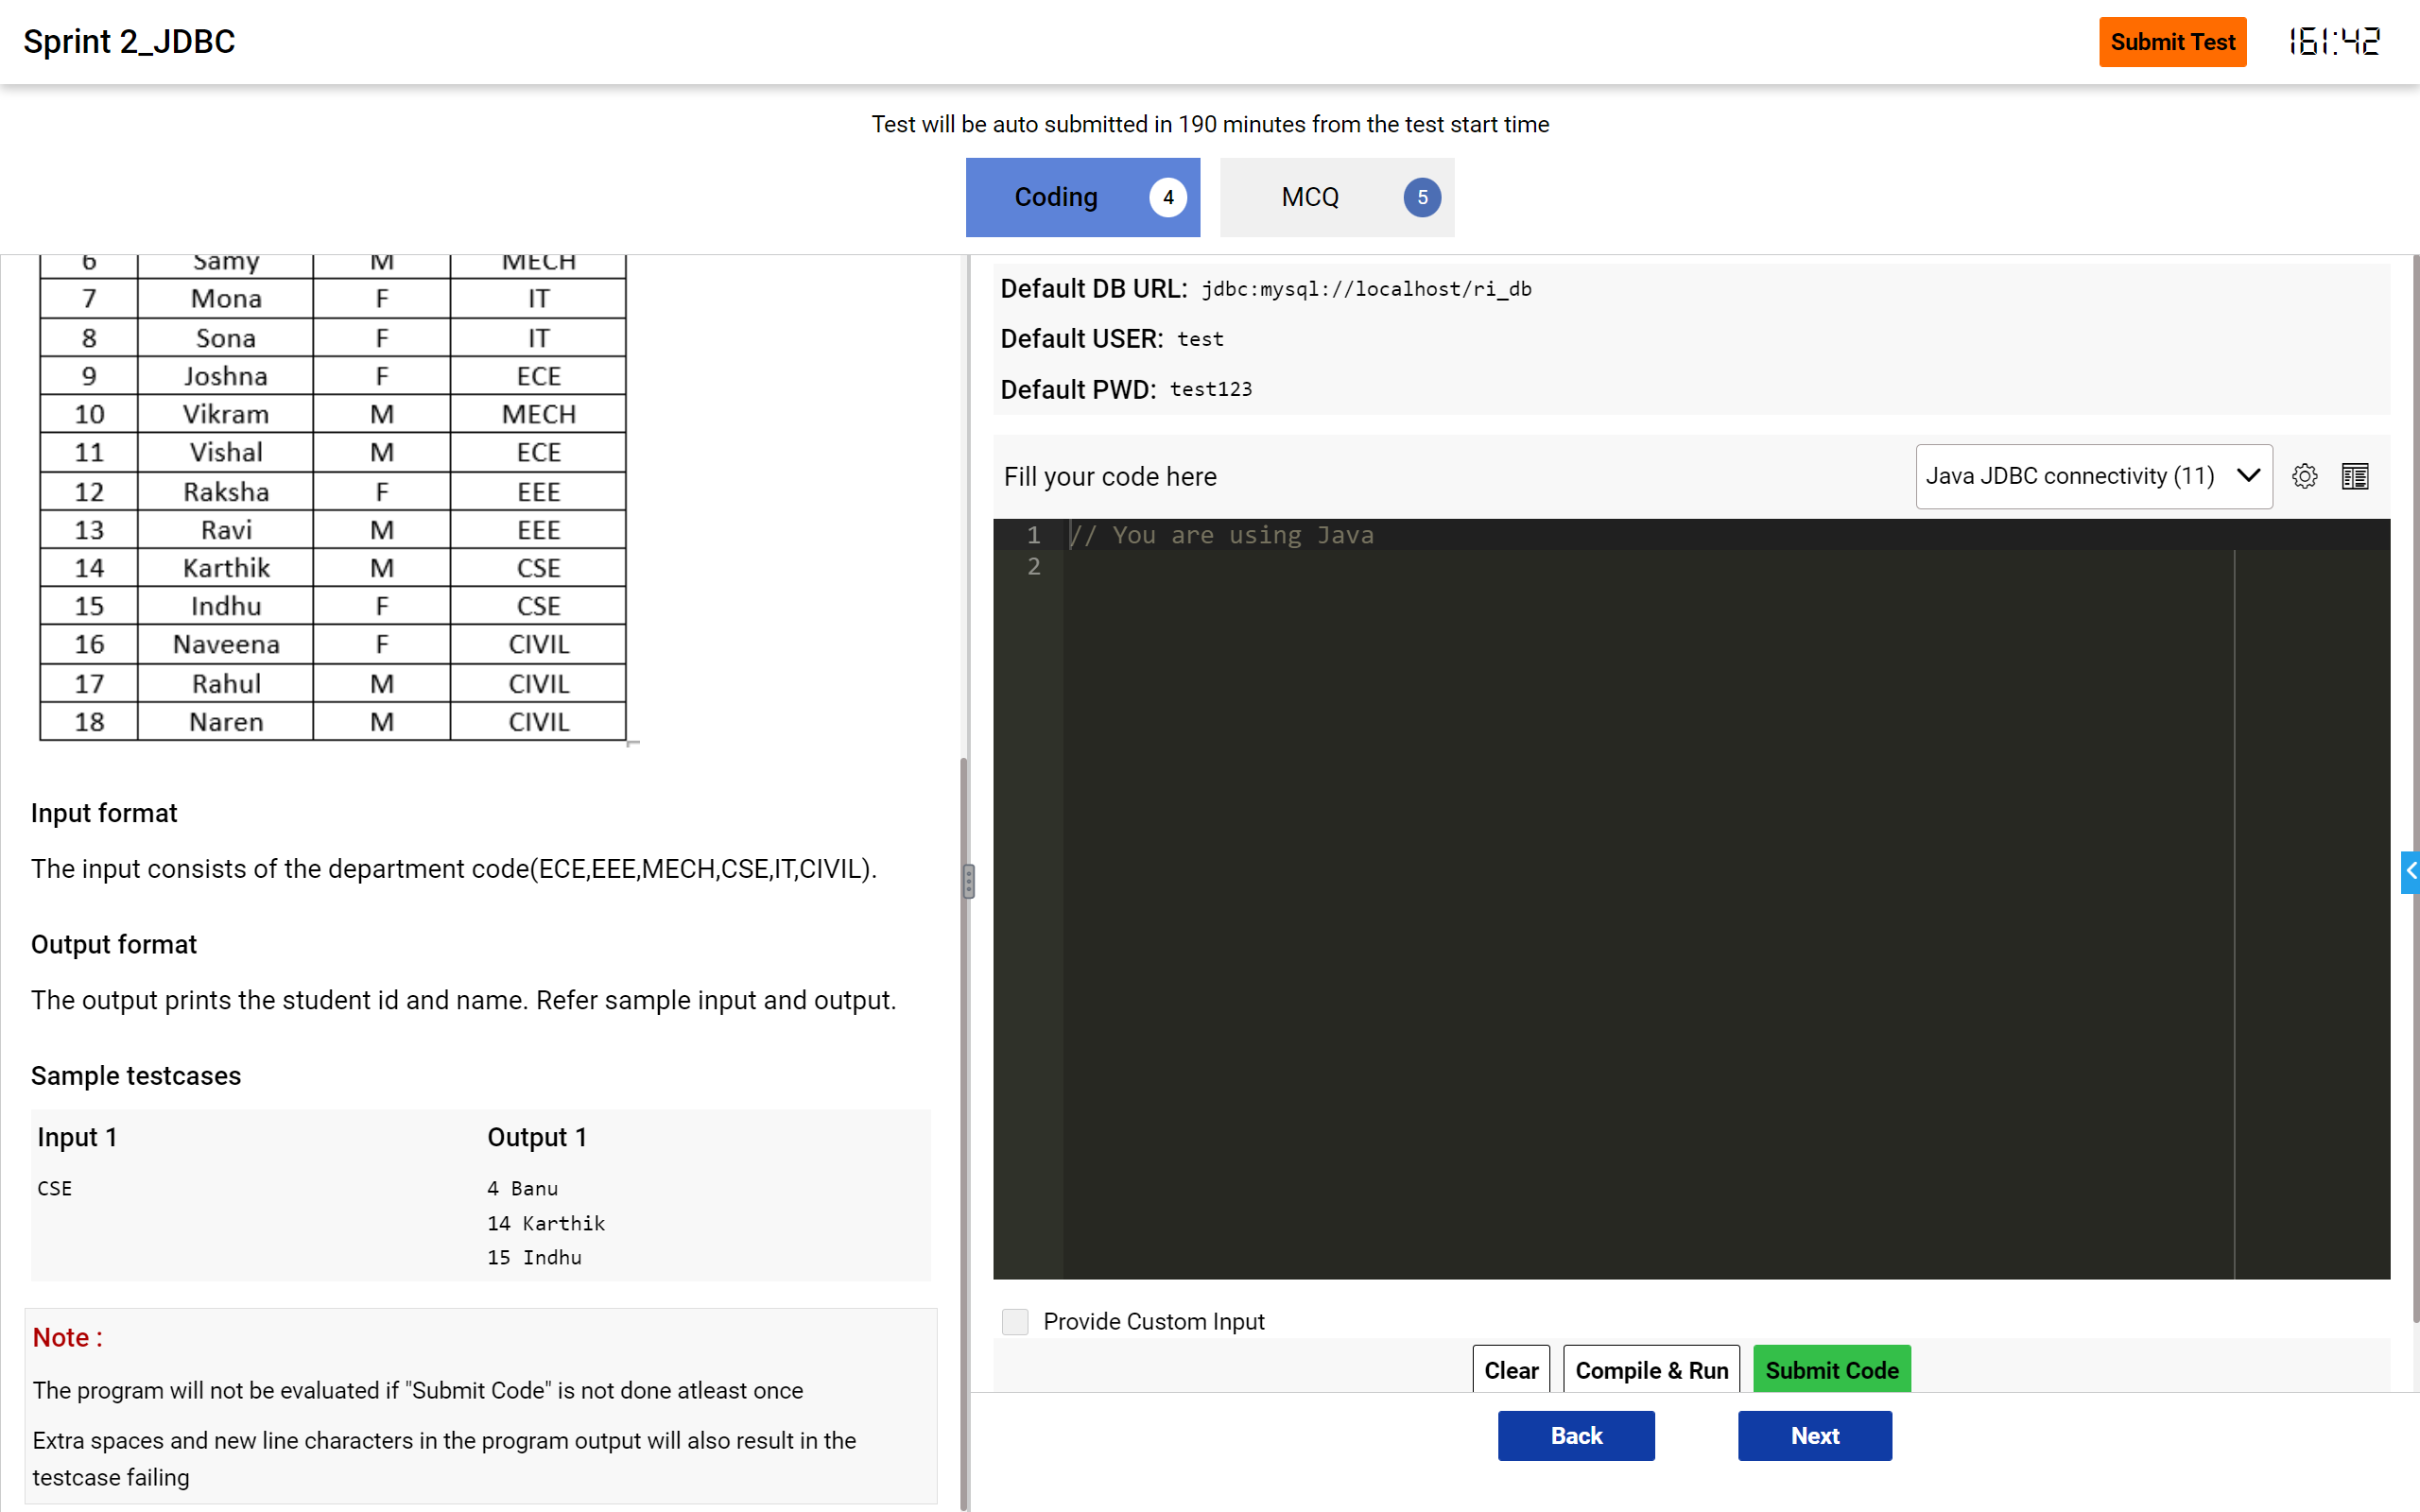 Sprint 2_JDBC
Submit Test
161:42
Test will be auto submitted in 190 minutes from the test start time
Coding 4
MCQ 5
6 Samy M MECH
7 Mona F IT
8 Sona F IT
9 Joshna F ECE
10 Vikram M MECH
11 Vishal M ECE
12 Raksha F EEE
13 Ravi M EEE
14 Karthik M CSE
15 Indhu F CSE
16 Naveena F CIVIL
17 Rahul M CIVIL
18 Naren M CIVIL
Input format
The input consists of the department code(ECE,EEE,MECH,CSE,IT,CIVIL).
Output format
The output prints the student id and name. Refer sample input and output.
Sample testcases
Input 1 Output 1
CSE 4 Banu
14 Karthik
15 Indhu
Note :
The program will not be evaluated if "Submit Code" is not done atleast once
Extra spaces and new line characters in the program output will also result in the
testcase failing
Default DB URL: jdbc:mysql://localhost/ri_db
Default USER: test
Default PWD: test123
Fill your code here
Java JDBC connectivity (11)
1 // You are using Java
2
Provide Custom Input
Clear
Compile & Run
Submit Code
Back
Next